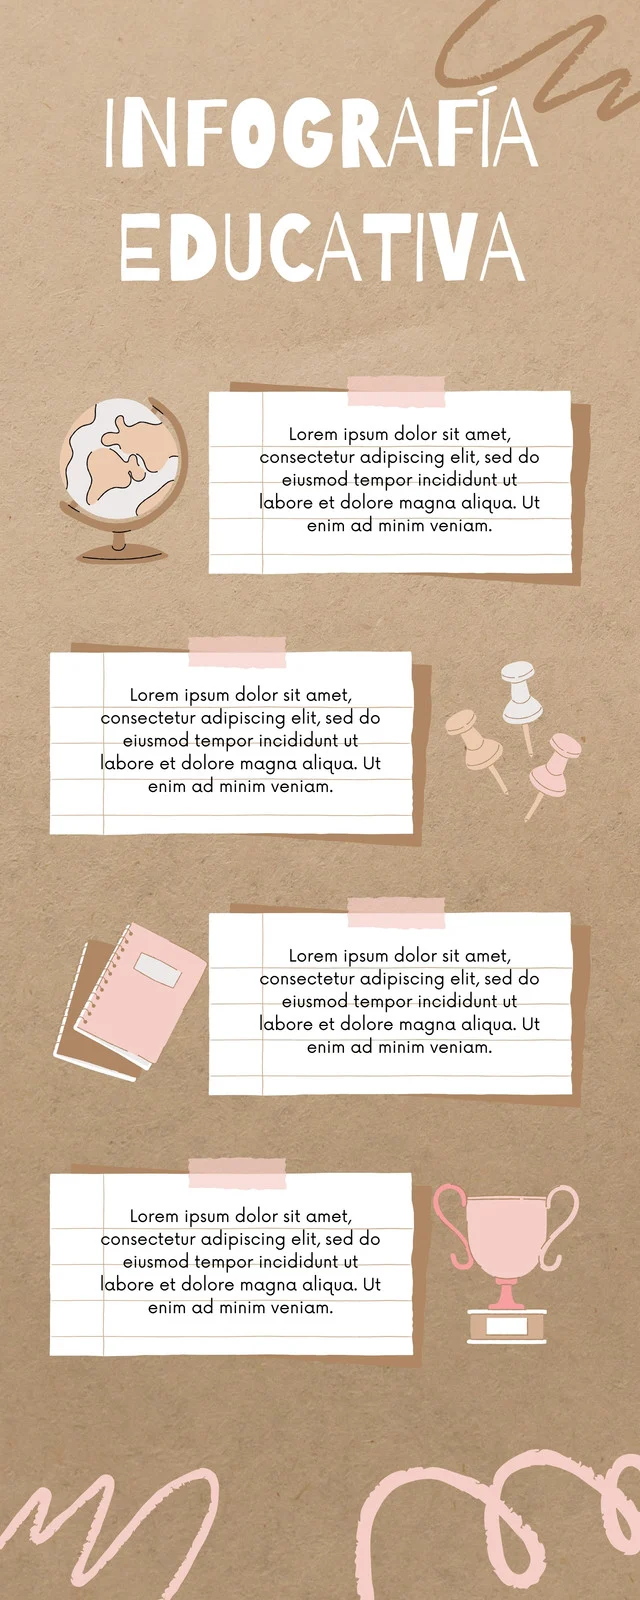 INFOGRAFÍA
EDUCATIVA
Lorem ipsum dolor sit amet,
consectetur adipiscing elit, sed do
eiusmod tempor incididunt ut
labore et dolore magna aliqua. Ut
enim ad minim veniam.
Lorem ipsum dolor sit amet,
consectetur adipiscing elit, sed do
eiusmod tempor incididunt ut
labore et dolore magna aliqua. Ut
enim ad minim veniam.
Lorem ipsum dolor sit amet,
consectetur adipiscing elit, sed do
eiusmod tempor incididunt ut
labore et dolore magna aliqua. Ut
enim ad minim veniam.
Lorem ipsum dolor sit amet,
consectetur adipiscing elit, sed do
eiusmod tempor incididunt ut
labore et dolore magna aliqua. Ut
enim ad minim veniam.